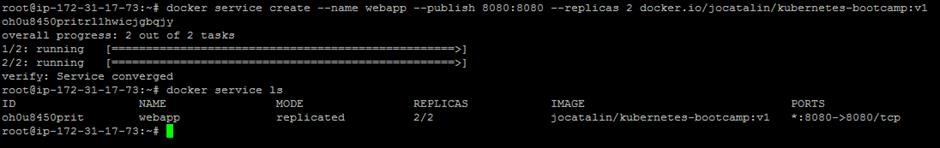 root@ip-172-31-17-73:~# docker service create --name webapp --publish 8080:8080 --replicas 2 docker.io/jocatalin/kubernetes-bootcamp:v1
oh0u8450pritrl1hwicjgbqjy
overall progress: 2 out of 2 tasks
1/2: running   [==================================================>]
2/2: running   [==================================================>]
verify: Service converged
root@ip-172-31-17-73:~# docker service ls
ID                  NAME                MODE                REPLICAS            IMAGE                               PORTS
oh0u8450prit        webapp              replicated          2/2                 jocatalin/kubernetes-bootcamp:v1   *:8080->8080/tcp
root@ip-172-31-17-73:~#